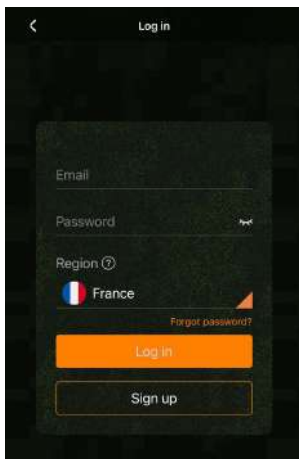 Log in
Email
Password
Region ?
France
Forgot password?
Log in
Sign up